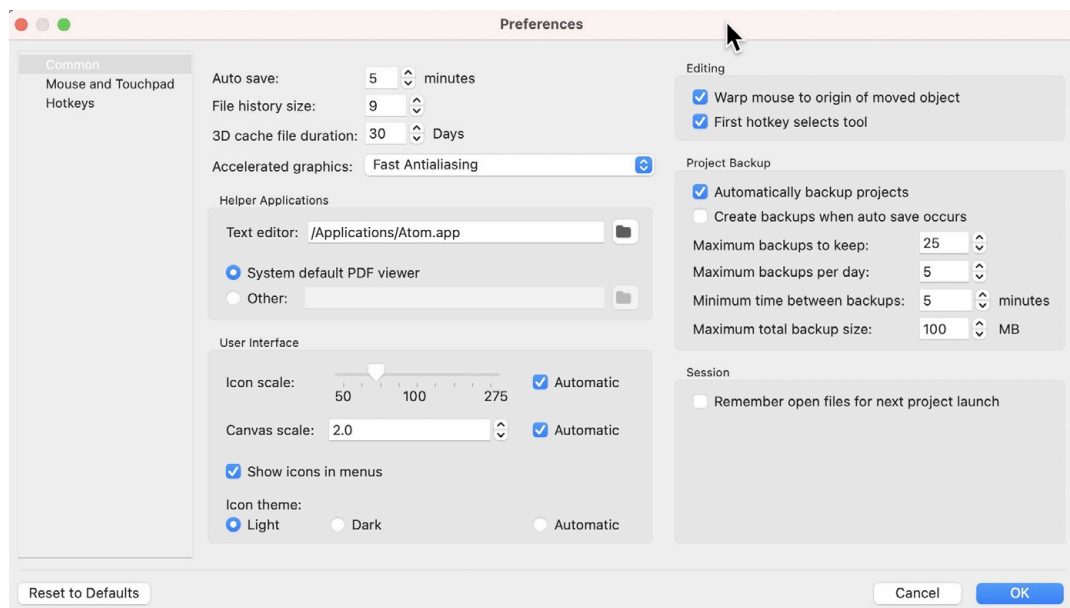 Preferences
Common
Mouse and Touchpad
Hotkeys
Auto save: 5 minutes
File history size: 9
3D cache file duration: 30 Days
Accelerated graphics: Fast Antialiasing
Helper Applications
Text editor: /Applications/Atom.app
System default PDF viewer
Other:
User Interface
Icon scale: Automatic
50 100 275
Canvas scale: 2.0 Automatic
Show icons in menus
Icon theme:
Light Dark Automatic
Editing
Warp mouse to origin of moved object
First hotkey selects tool
Project Backup
Automatically backup projects
Create backups when auto save occurs
Maximum backups to keep: 25
Maximum backups per day: 5
Minimum time between backups: 5 minutes
Maximum total backup size: 100 MB
Session
Remember open files for next project launch
Reset to Defaults
Cancel OK